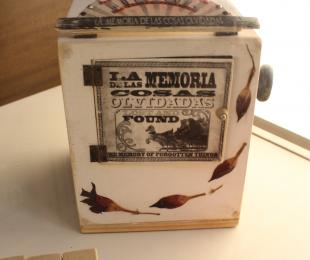 LA MEMORIA DE LAS COSAS OLVIDADAS
LA MEMORIA
DE LAS COSAS
OLVIDADAS
FOUND
THE MEMORY OF FORGOTTEN THINGS